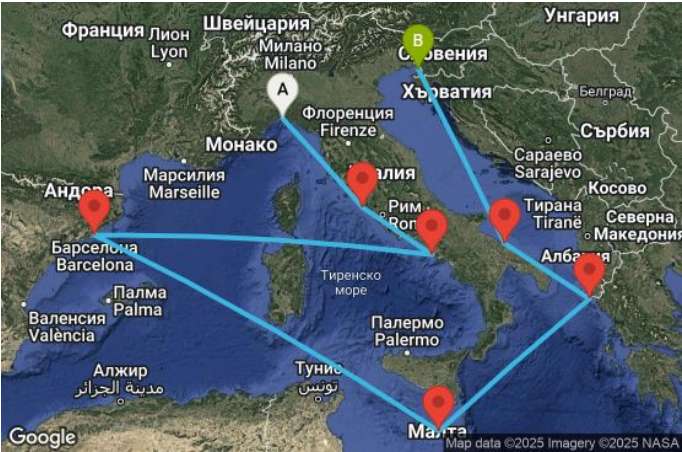 Унгария
Франция
Швейцария
Лион
Lyon
Милано
Milano
B
Словения
A
Хърватия
Белград
Флоренция
Firenze
Сърбия
Монако
Сараево
Sarajevo
Марсилия
Marseille
Андора
Косово
Рим
Тирана
Tiranë
Северна
Македония
Барселона
Barcelona
Албания
Тиренско
море
Палма
Palma
Валенсия
València
Палермо
Palermo
Алжир
مدينة الجزائر
Тунис
تونس
Малта
Google
Map data ©2025 Imagery ©2025 NASA